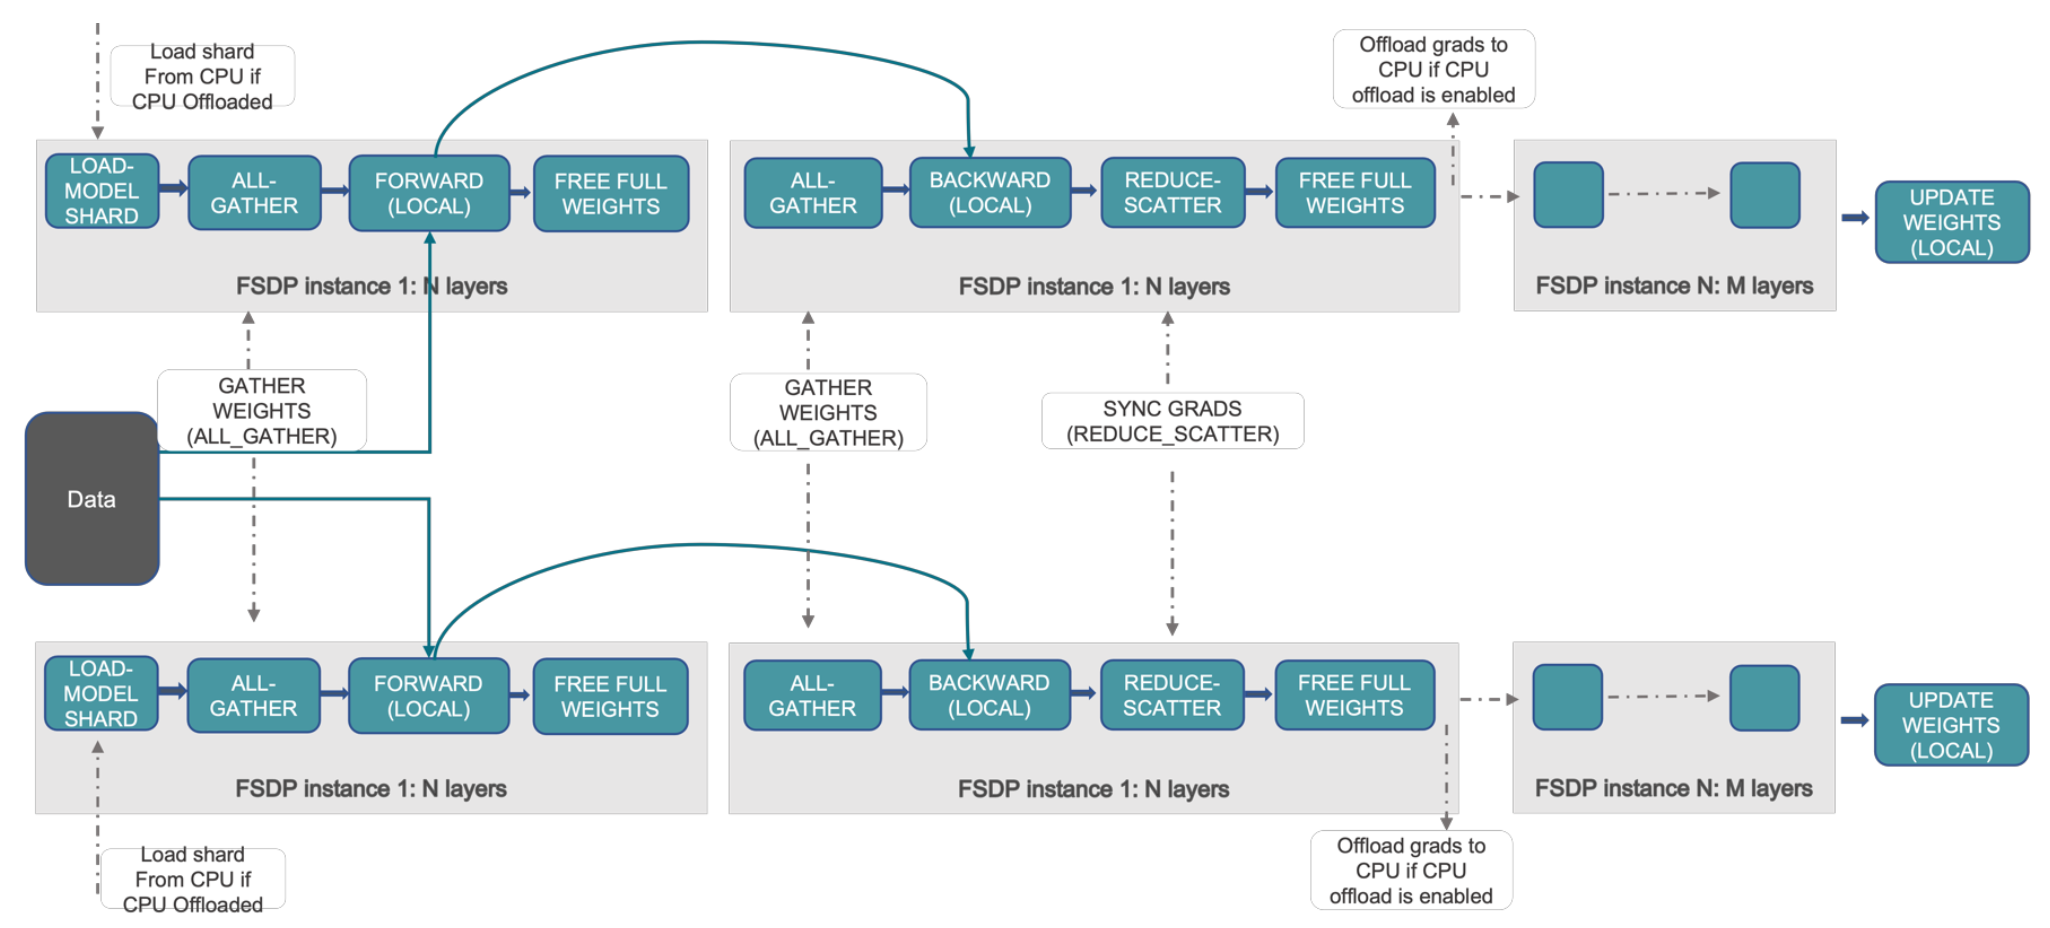 Load shard
From CPU if
CPU Offloaded
Offload grads to
CPU if CPU
offload is enabled
LOAD-
MODEL
SHARD
ALL-
GATHER
FORWARD
(LOCAL)
FREE FULL
WEIGHTS
FSDP instance 1: N layers
ALL-
GATHER
BACKWARD
(LOCAL)
REDUCE-
SCATTER
FREE FULL
WEIGHTS
FSDP instance 1: N layers
FSDP instance N: M layers
UPDATE
WEIGHTS
(LOCAL)
GATHER
WEIGHTS
(ALL_GATHER)
GATHER
WEIGHTS
(ALL_GATHER)
SYNC GRADS
(REDUCE_SCATTER)
Data
LOAD-
MODEL
SHARD
ALL-
GATHER
FORWARD
(LOCAL)
FREE FULL
WEIGHTS
FSDP instance 1: N layers
ALL-
GATHER
BACKWARD
(LOCAL)
REDUCE-
SCATTER
FREE FULL
WEIGHTS
FSDP instance 1: N layers
FSDP instance N: M layers
UPDATE
WEIGHTS
(LOCAL)
Load shard
From CPU if
CPU Offloaded
Offload grads to
CPU if CPU
offload is enabled